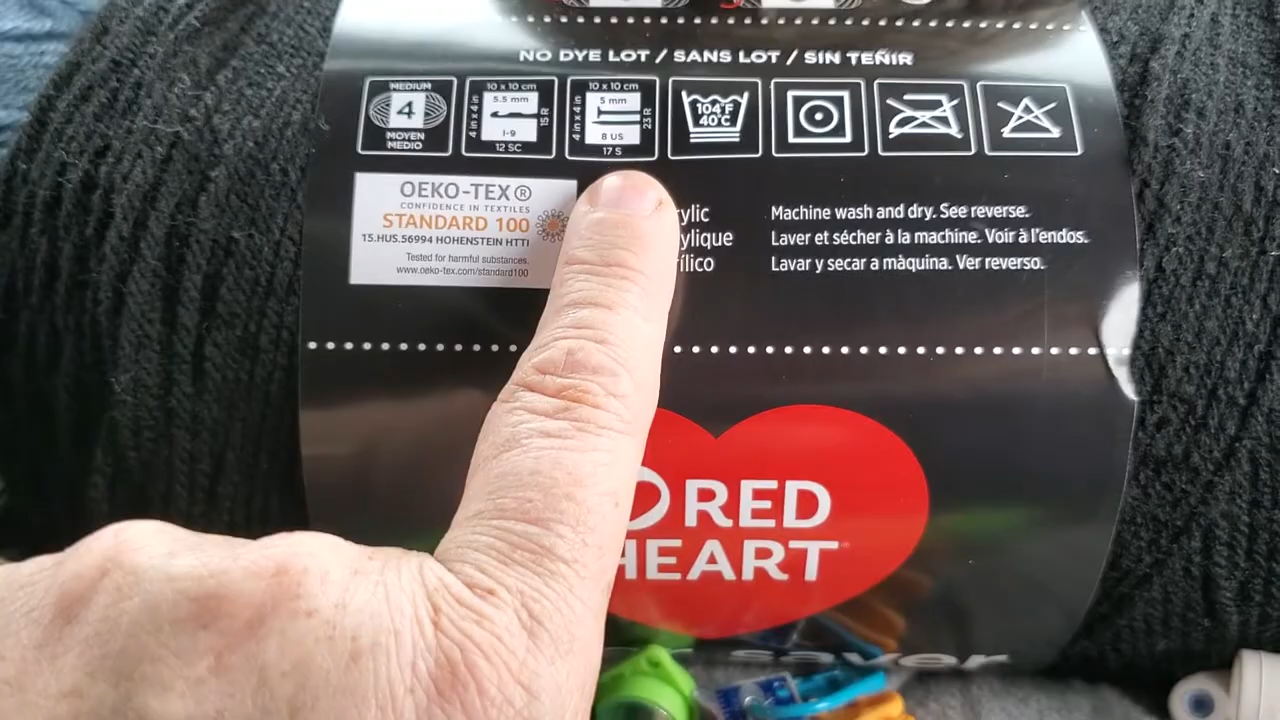 NO DYE LOT / SANS LOT / SIN TEÑIR
MEDIUM
4
MOYEN
MEDIO
10 x 10 cm
4 in x 4 in
5.5 mm
I-9
15 R
12 SC
10 x 10 cm
4 in x 4 in
5 mm
8 US
23 R
17 S
104°F
40°C
OEKO-TEX®
CONFIDENCE IN TEXTILES
STANDARD 100
15.HUS.56994 HOHENSTEIN HTTI
Tested for harmful substances.
www.oeko-tex.com/standard100
rylic
ylique
ílico
Machine wash and dry. See reverse.
Laver et sécher à la machine. Voir à l'endos.
Lavar y secar a màquina. Ver reverso.
RED
HEART
saver